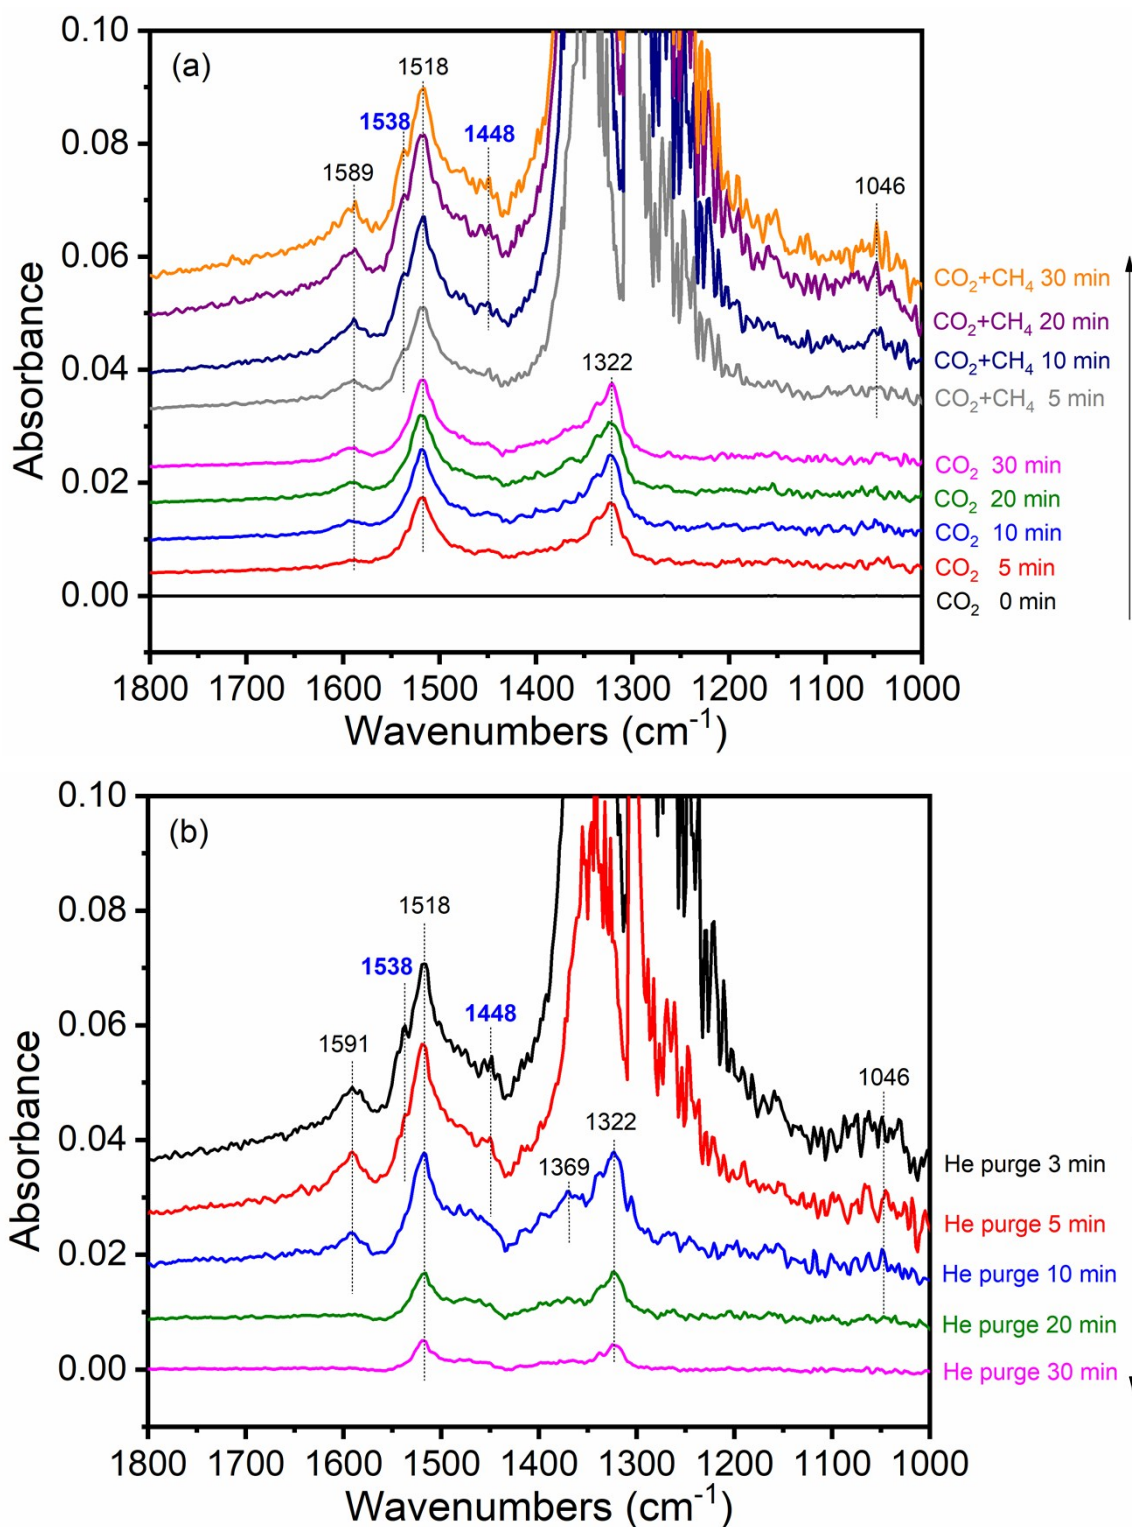 (a)
1518
1538
1448
1589
1046
1322
0.10
0.08
0.06
0.04
0.02
0.00
Absorbance
CO₂+CH₄ 30 min
CO₂+CH₄ 20 min
CO₂+CH₄ 10 min
CO₂+CH₄ 5 min
CO₂ 30 min
CO₂ 20 min
CO₂ 10 min
CO₂ 5 min
CO₂ 0 min
1800 1700 1600 1500 1400 1300 1200 1100 1000
Wavenumbers (cm⁻¹)
(b)
1518
1538
1448
1591
1046
1322
1369
0.10
0.08
0.06
0.04
0.02
0.00
Absorbance
He purge 3 min
He purge 5 min
He purge 10 min
He purge 20 min
He purge 30 min
1800 1700 1600 1500 1400 1300 1200 1100 1000
Wavenumbers (cm⁻¹)